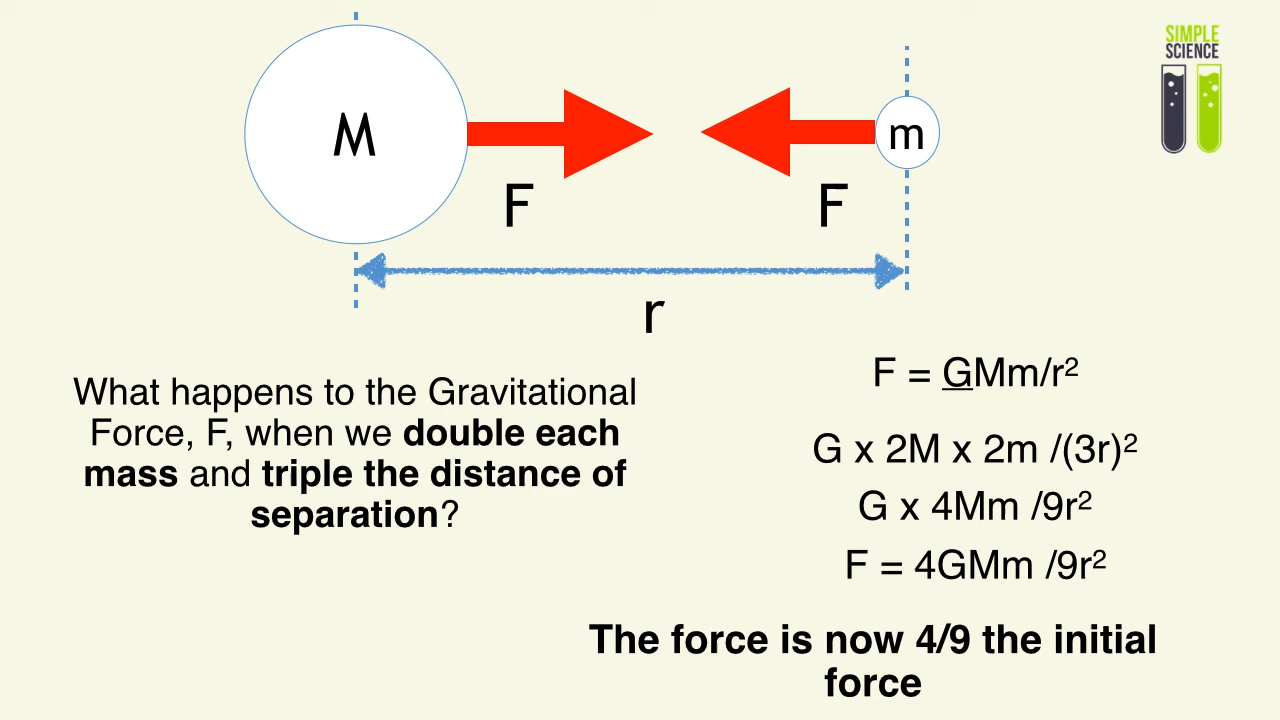 SIMPLE
SCIENCE
M
m
F
F
r
What happens to the Gravitational
Force, F, when we double each
mass and triple the distance of
separation?
F = GMm/r²
G x 2M x 2m /(3r)²
G x 4Mm /9r²
F = 4GMm /9r²
The force is now 4/9 the initial
force